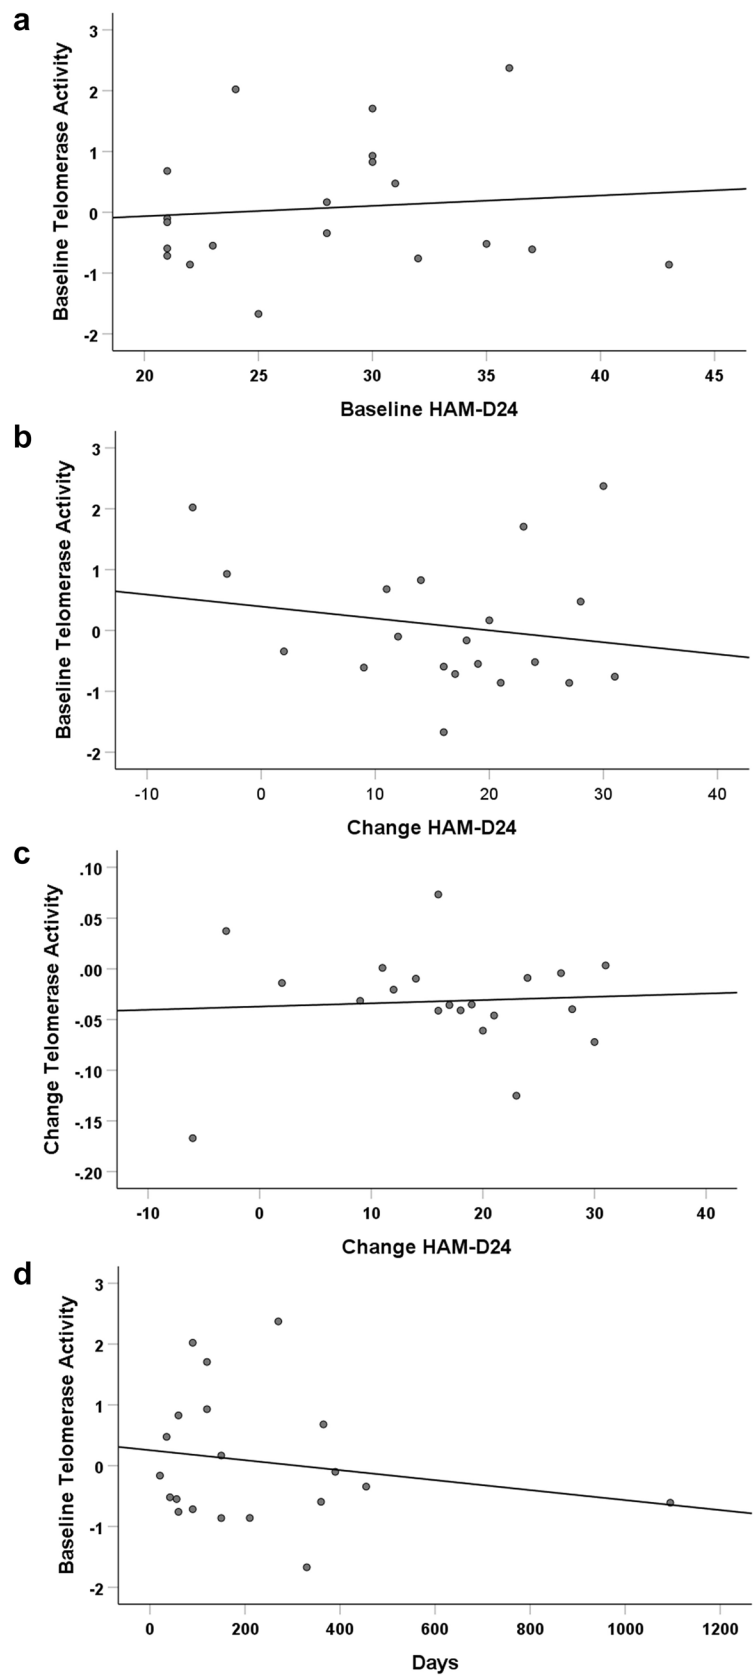 a
3
2
1
0
-1
-2
Baseline Telomerase Activity
20 25 30 35 40 45
Baseline HAM-D24
b
3
2
1
0
-1
-2
Baseline Telomerase Activity
-10 0 10 20 30 40
Change HAM-D24
c
.10
.05
.00
-.05
-.10
-.15
-.20
Change Telomerase Activity
-10 0 10 20 30 40
Change HAM-D24
d
3
2
1
0
-1
-2
Baseline Telomerase Activity
0 200 400 600 800 1000 1200
Days